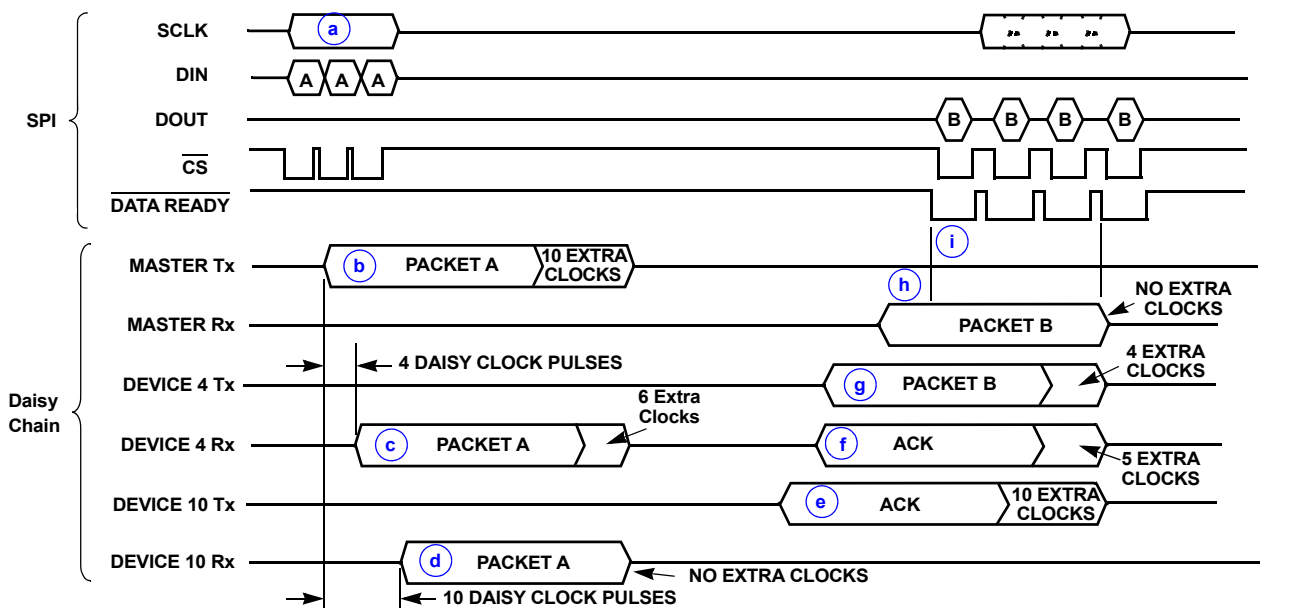 SCLK
a
DIN
A A A
SPI
DOUT
B B B B
CS
DATA READY
i
MASTER Tx
b PACKET A
10 EXTRA
CLOCKS
h
NO EXTRA
CLOCKS
MASTER Rx
PACKET B
4 DAISY CLOCK PULSES
4 EXTRA
CLOCKS
DEVICE 4 Tx
g PACKET B
Daisy
Chain
6 Extra
Clocks
DEVICE 4 Rx
c PACKET A
f ACK
5 EXTRA
CLOCKS
DEVICE 10 Tx
e ACK
10 EXTRA
CLOCKS
DEVICE 10 Rx
d PACKET A
NO EXTRA CLOCKS
10 DAISY CLOCK PULSES